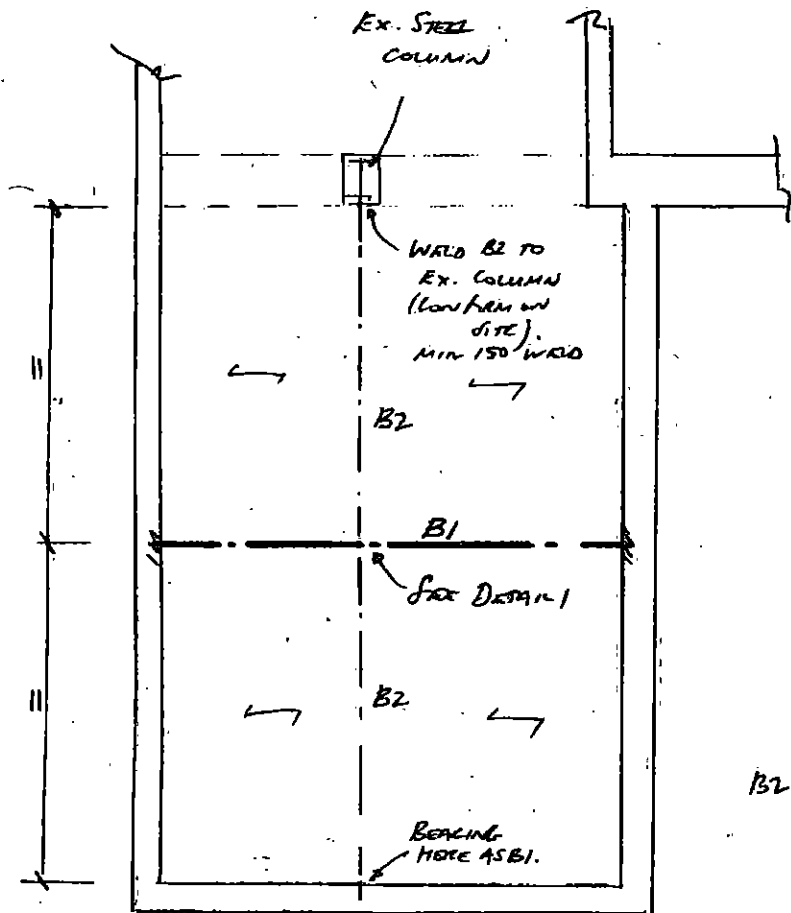 EX. STEEL
COLUMN
WELD B2 TO
EX. COLUMN
(CONFIRM ON
SITE).
MIN 150 WELD
B2
B1
SEE DETAIL 1
B2
B2
BEARING
HERE AS B1.